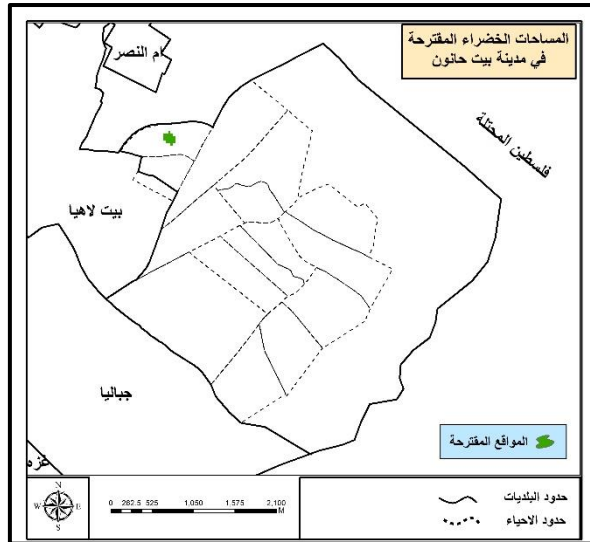 المساحات الخضراء المقترحة
في مدينة بيت حانون
ام النصر
فلسطين المحتلة
بيت لاهيا
جباليا
غزه
المواقع المقترحة
N
W E
S
0 262.5 525 1,050 1,575 2,100
M
حدود البلديات
حدود الاحياء